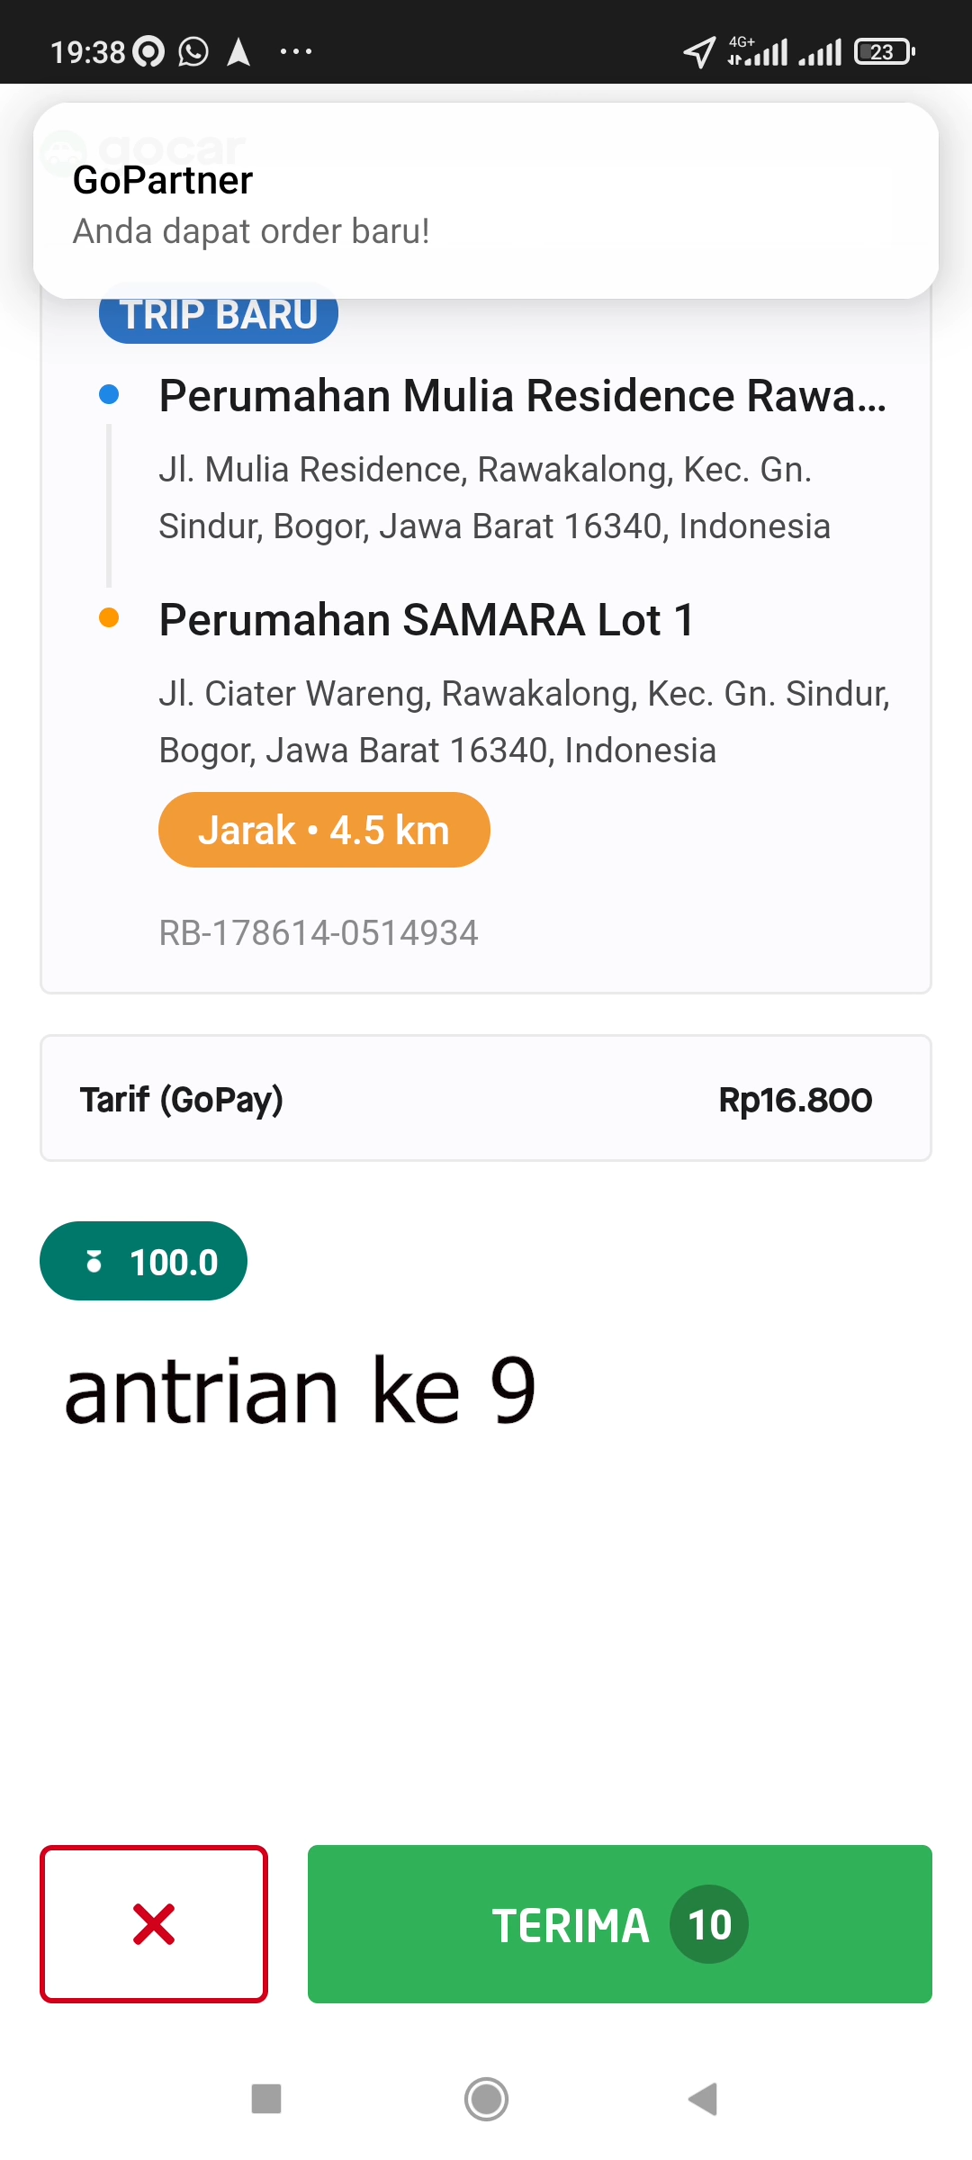 19:38
4G+
23
gocar
GoPartner
Anda dapat order baru!
TRIP BARU
Perumahan Mulia Residence Rawa...
Jl. Mulia Residence, Rawakalong, Kec. Gn.
Sindur, Bogor, Jawa Barat 16340, Indonesia
Perumahan SAMARA Lot 1
Jl. Ciater Wareng, Rawakalong, Kec. Gn. Sindur,
Bogor, Jawa Barat 16340, Indonesia
Jarak • 4.5 km
RB-178614-0514934
Tarif (GoPay) Rp16.800
100.0
antrian ke 9
TERIMA 10